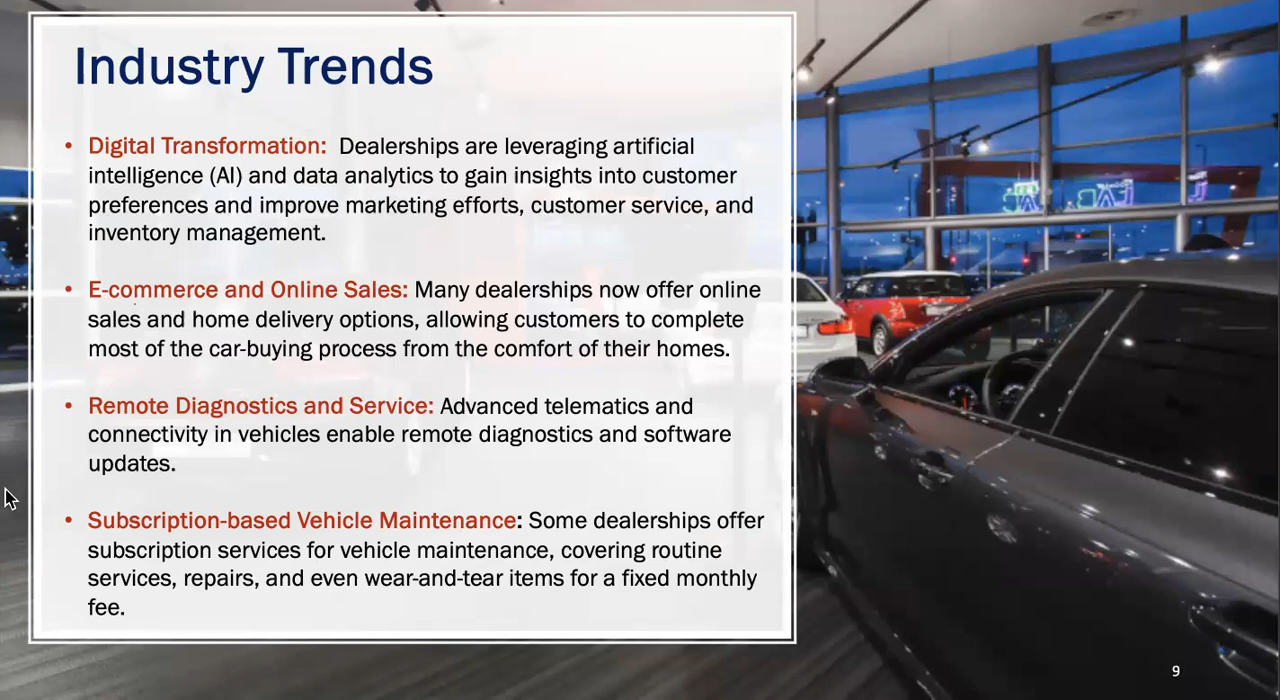 Industry Trends
• Digital Transformation: Dealerships are leveraging artificial
intelligence (AI) and data analytics to gain insights into customer
preferences and improve marketing efforts, customer service, and
inventory management.
• E-commerce and Online Sales: Many dealerships now offer online
sales and home delivery options, allowing customers to complete
most of the car-buying process from the comfort of their homes.
• Remote Diagnostics and Service: Advanced telematics and
connectivity in vehicles enable remote diagnostics and software
updates.
• Subscription-based Vehicle Maintenance: Some dealerships offer
subscription services for vehicle maintenance, covering routine
services, repairs, and even wear-and-tear items for a fixed monthly
fee.
9